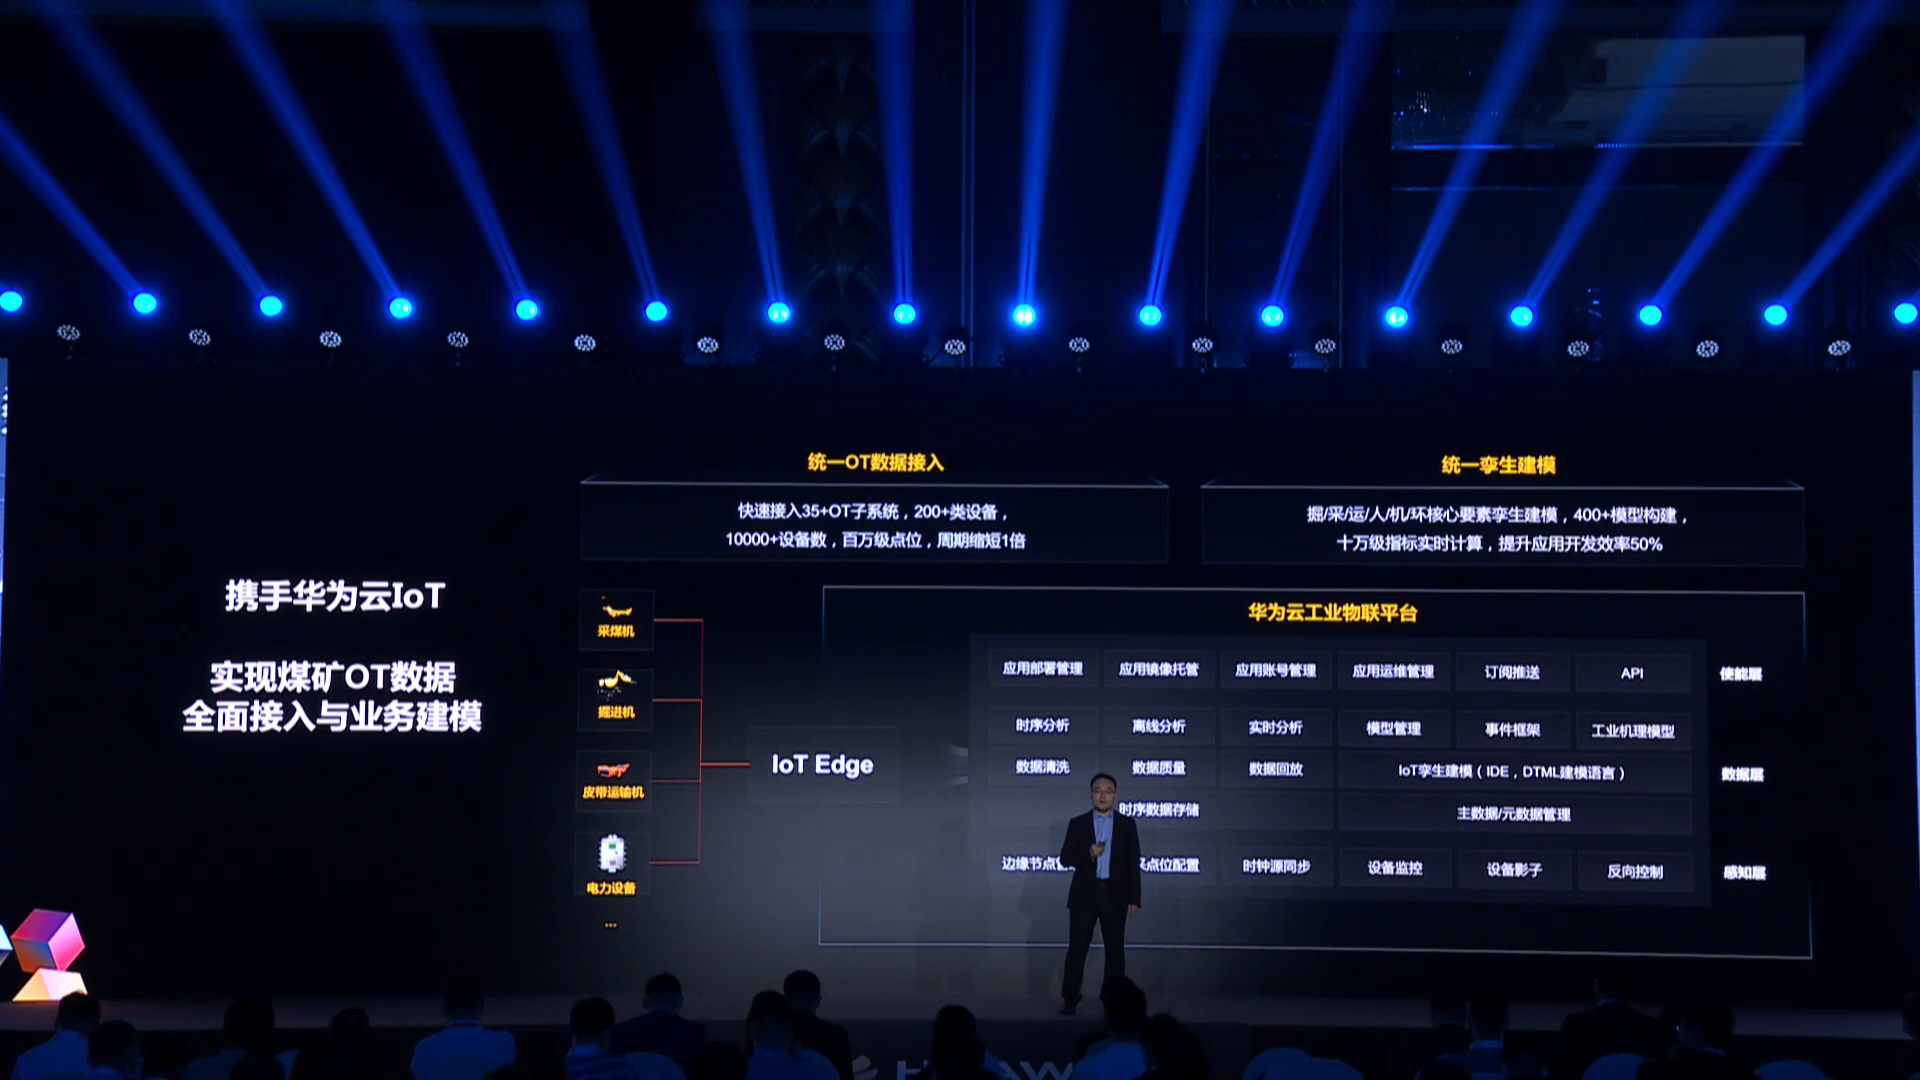 携手华为云IoT
实现煤矿OT数据
全面接入与业务建模
统一OT数据接入
快速接入35+OT子系统，200+类设备，
10000+设备数，百万级点位，周期缩短1倍
统一孪生建模
掘/采/运/人/机/环核心要素孪生建模，400+模型构建，
十万级指标实时计算，提升应用开发效率50%
采煤机
掘进机
皮带运输机
电力设备
...
IoT Edge
华为云工业物联平台
应用部署管理 应用镜像托管 应用账号管理 应用运维管理 订阅推送 API 使能层
时序分析 离线分析 实时分析 模型管理 事件框架 工业机理模型
数据清洗 数据质量 数据回放 IoT孪生建模（IDE，DTML建模语言） 数据层
时序数据存储 主数据/元数据管理
边缘节点 点位配置 时钟源同步 设备监控 设备影子 反向控制 感知层